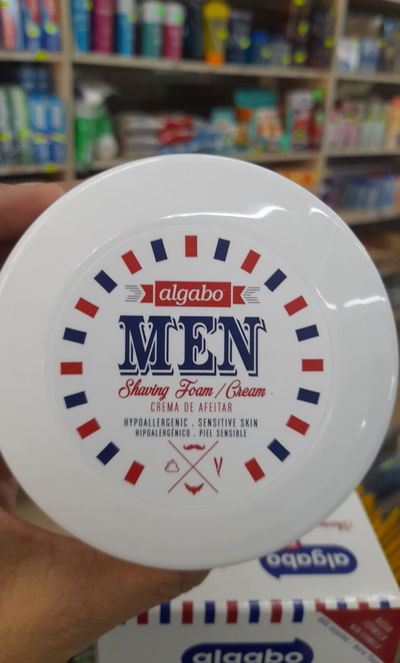 algabo
MEN
Shaving Foam / Cream
CREMA DE AFEITAR
HYPOALLERGENIC . SENSITIVE SKIN
HIPOALERGÉNICO . PIEL SENSIBLE
algabo
algabo